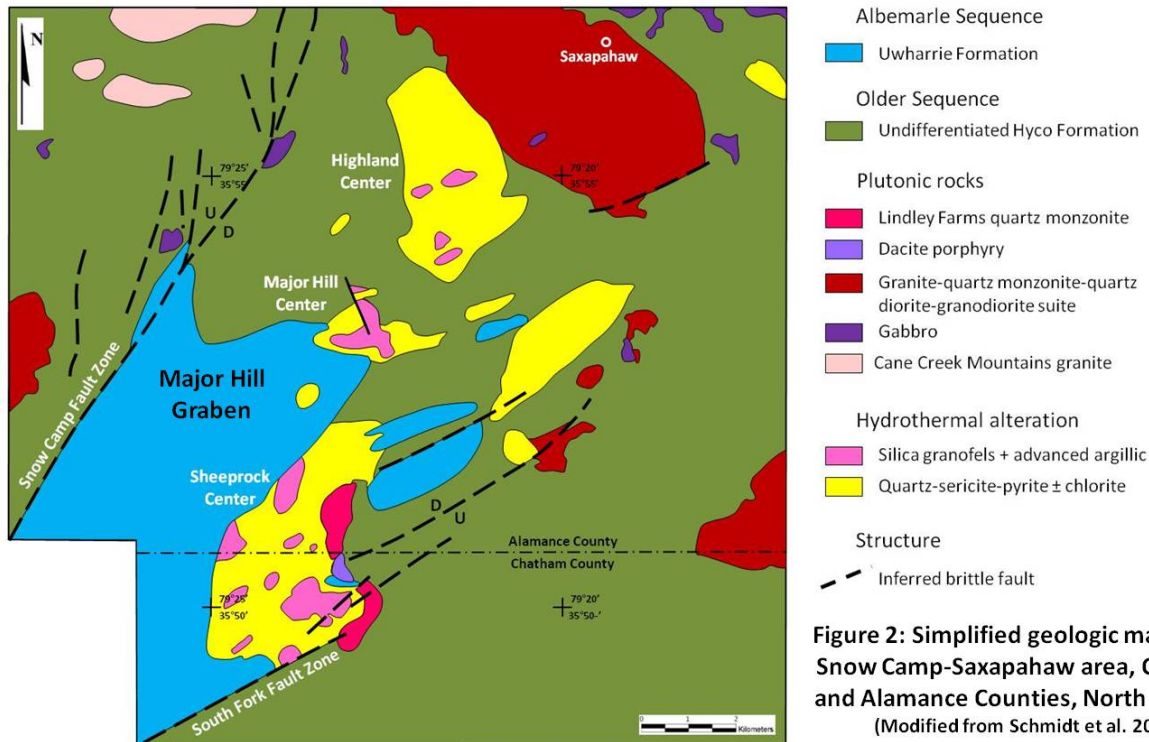 N
Saxapahaw
Highland
Center
79°25'
35°55'
79°20'
35°55'
U
D
Major Hill
Center
Major Hill
Graben
Snow Camp Fault Zone
Sheeprock
Center
D
U
Alamance County
Chatham County
79°25'
35°50'
79°20'
35°50-'
South Fork Fault Zone
0 1 2
Kilometers
Albemarle Sequence
Uwharrie Formation
Older Sequence
Undifferentiated Hyco Formation
Plutonic rocks
Lindley Farms quartz monzonite
Dacite porphyry
Granite-quartz monzonite-quartz
diorite-granodiorite suite
Gabbro
Cane Creek Mountains granite
Hydrothermal alteration
Silica granofels + advanced argillic
Quartz-sericite-pyrite ± chlorite
Structure
Inferred brittle fault
Figure 2: Simplified geologic ma
Snow Camp-Saxapahaw area, C
and Alamance Counties, North
(Modified from Schmidt et al. 20